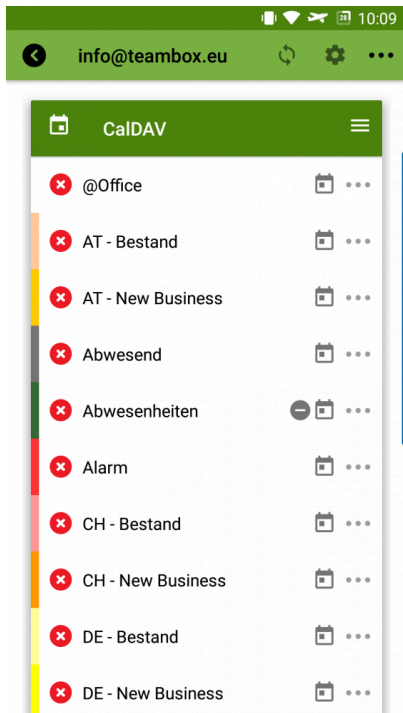 28 10:09
info@teambox.eu
CalDAV
@Office
AT - Bestand
AT - New Business
Abwesend
Abwesenheiten
Alarm
CH - Bestand
CH - New Business
DE - Bestand
DE - New Business